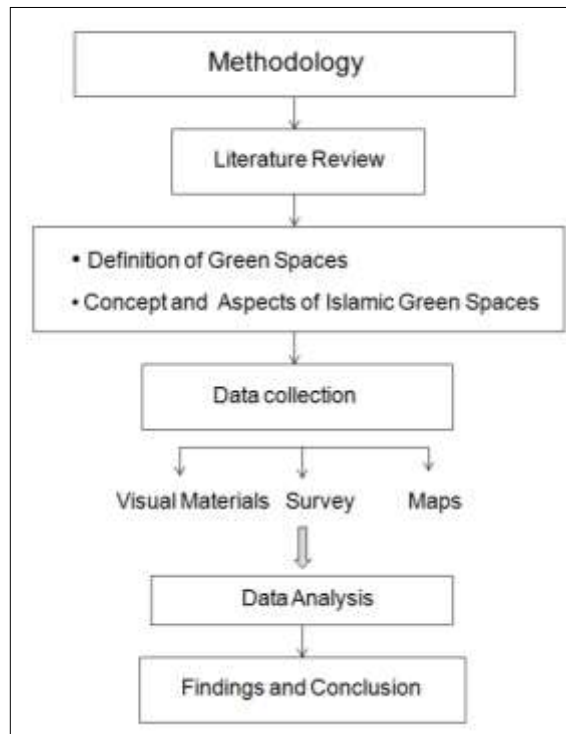 Methodology
Literature Review
• Definition of Green Spaces
• Concept and Aspects of Islamic Green Spaces
Data collection
Visual Materials Survey Maps
Data Analysis
Findings and Conclusion